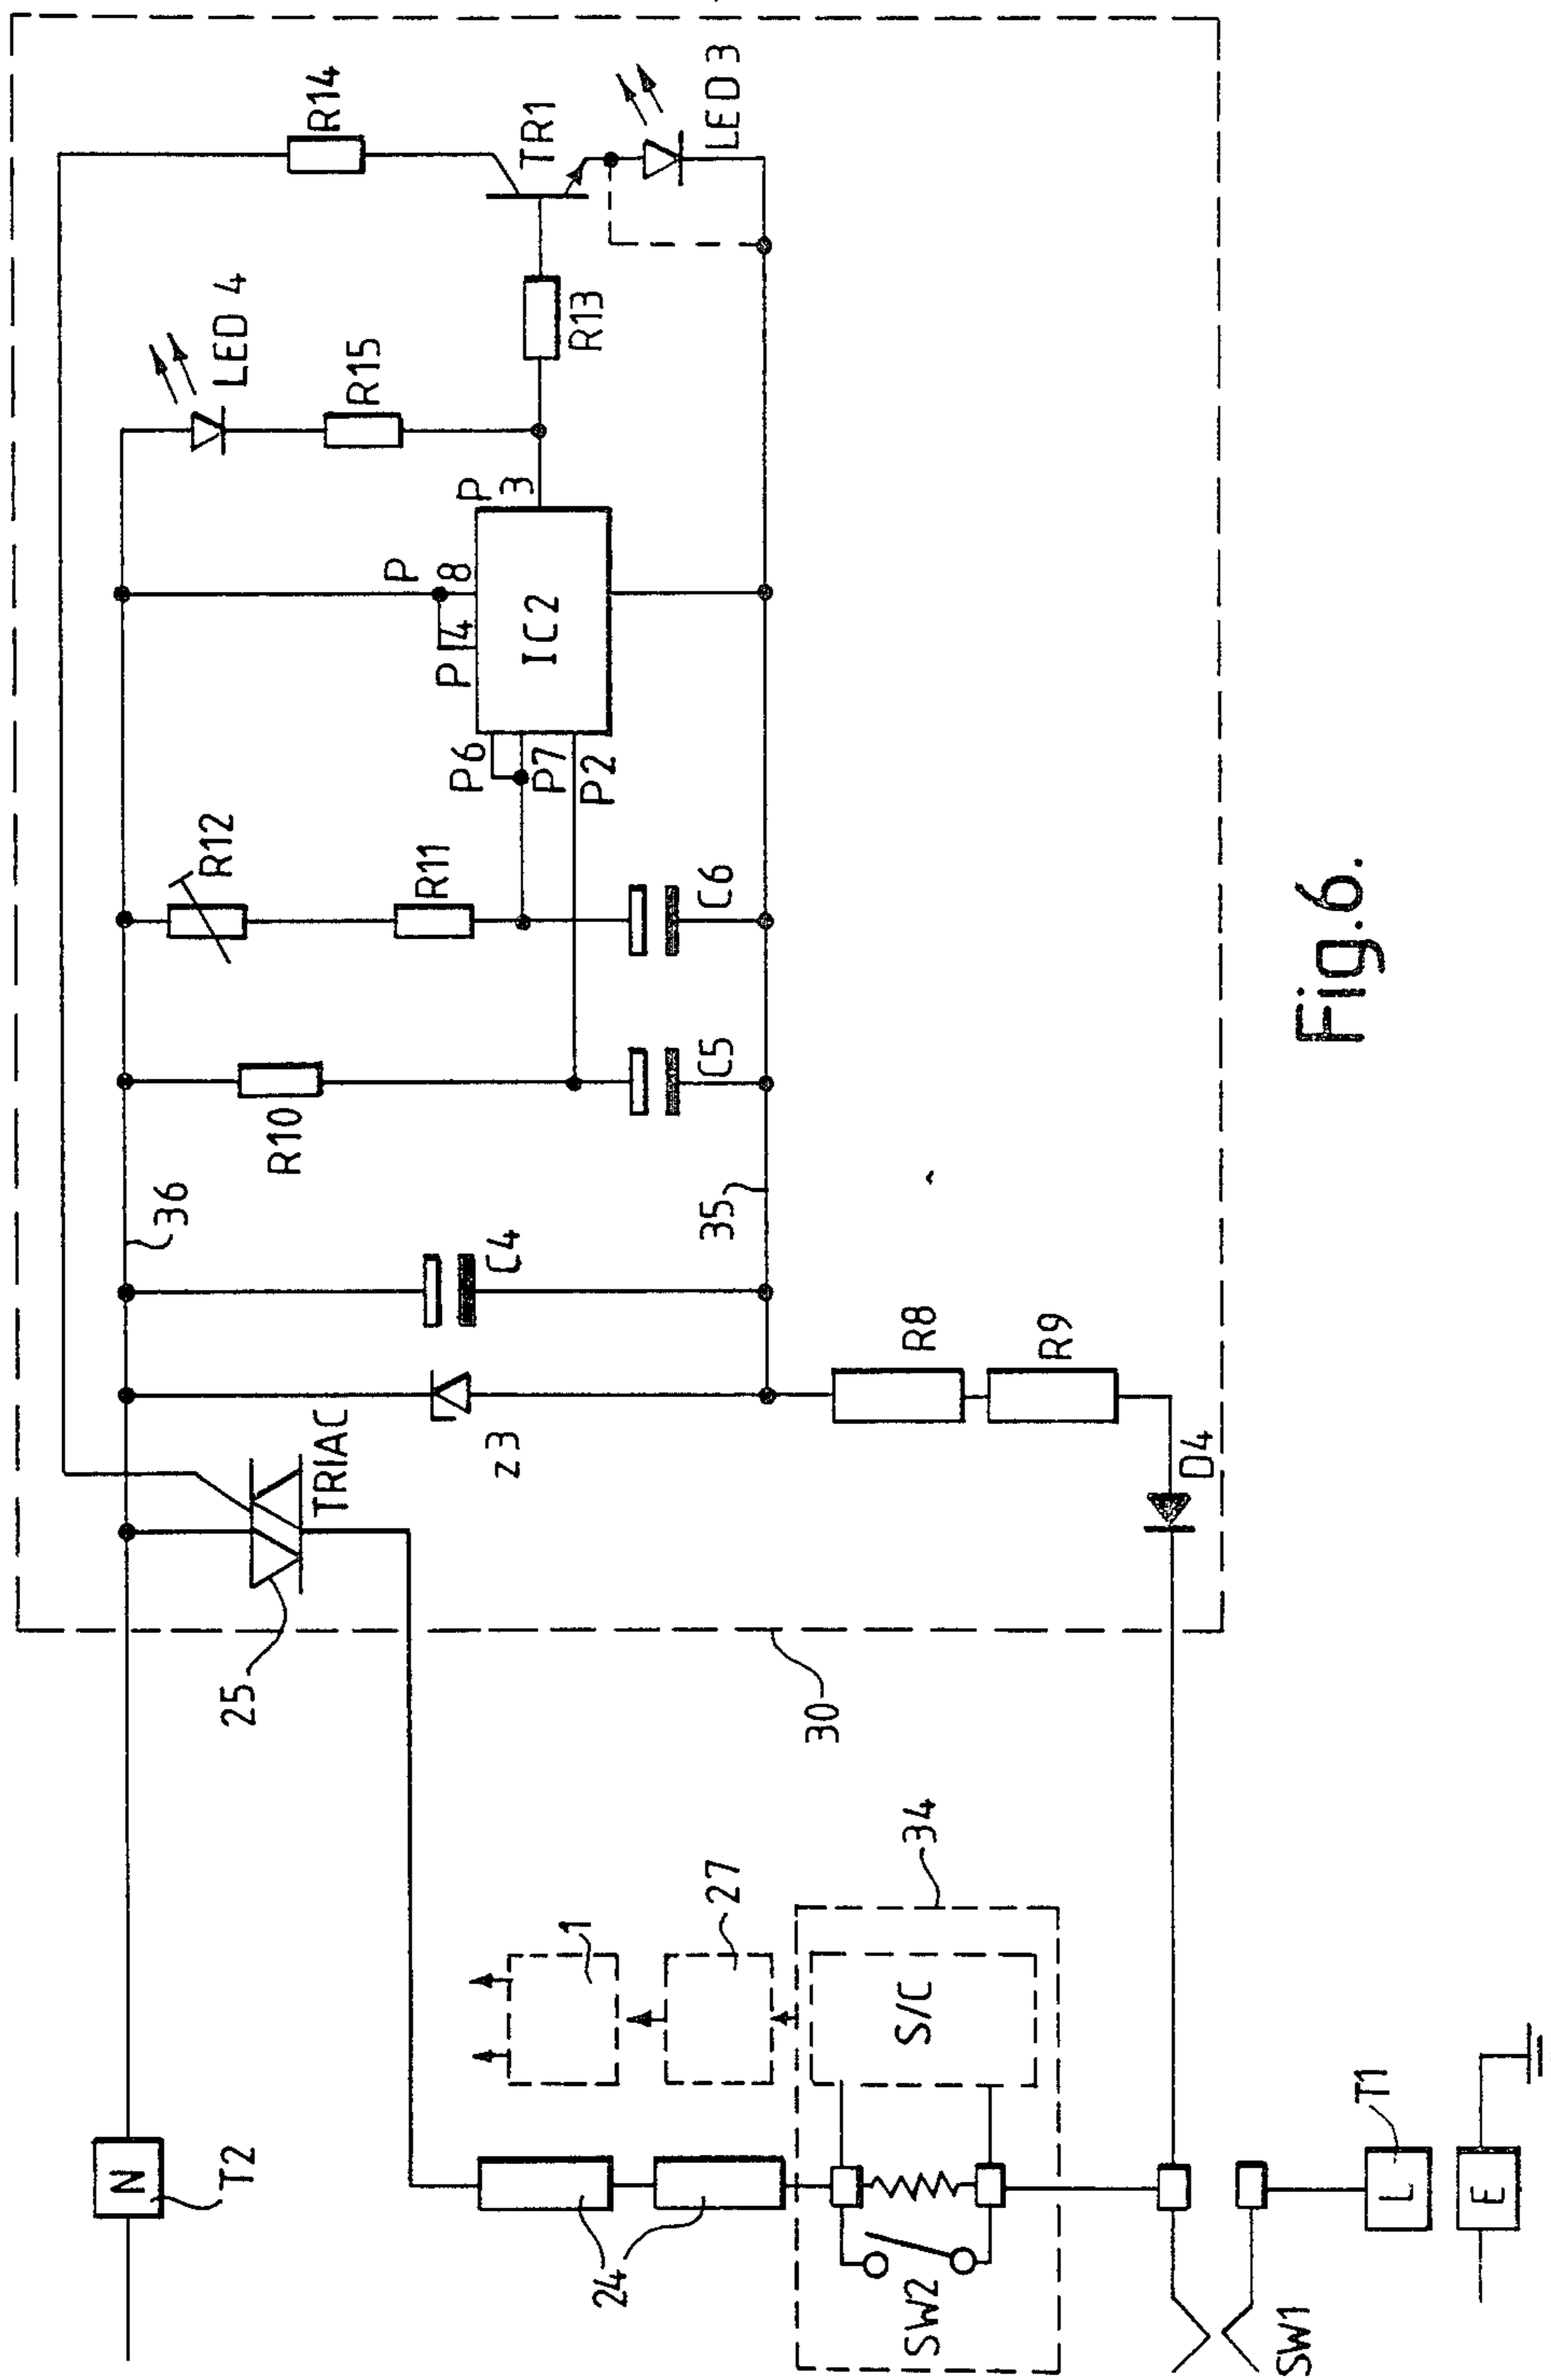 N
T2
25
TRIAC
36
z3
C4
R10
R12
R11
C5
C6
P6
P7
P2
P
4
P
8
IC2
P
3
LED 4
R15
R13
R14
TR1
LED 3
35
R8
R9
D4
30
24
1
27
34
S/C
SW2
SW1
L
T1
E
Fig.6.